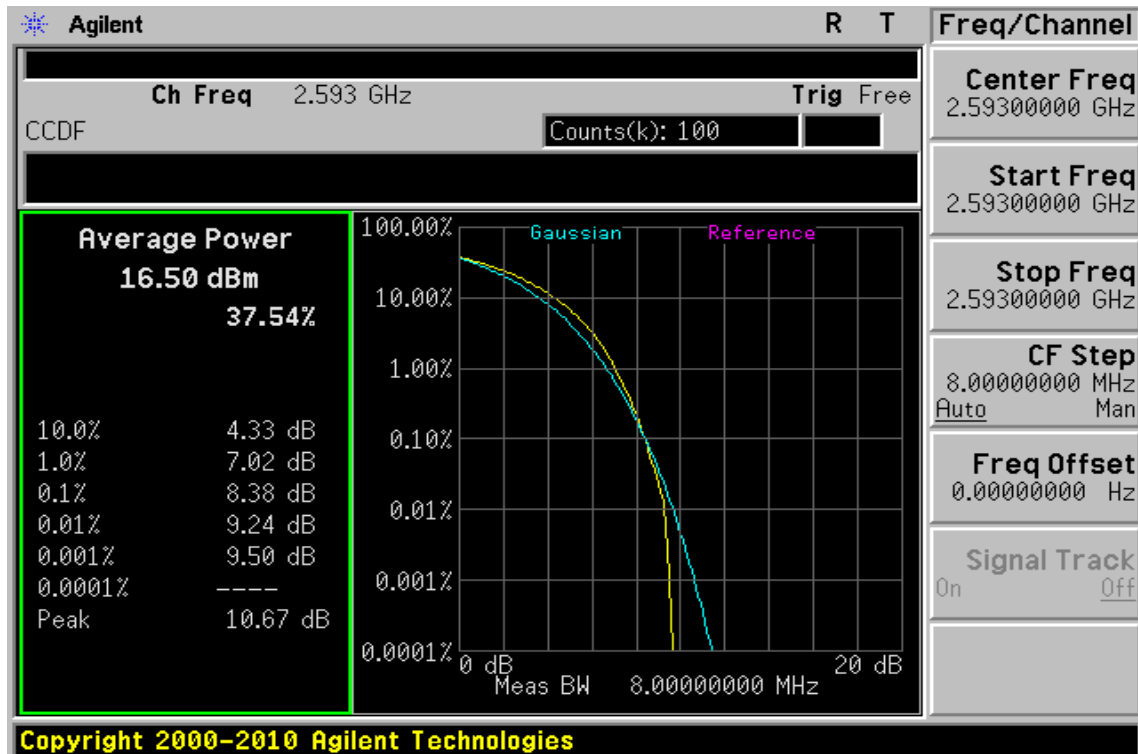 Agilent R T
Ch Freq 2.593 GHz Trig Free
CCDF Counts(k): 100
Average Power
16.50 dBm
37.54%
10.0% 4.33 dB
1.0% 7.02 dB
0.1% 8.38 dB
0.01% 9.24 dB
0.001% 9.50 dB
0.0001% ----
Peak 10.67 dB
Gaussian Reference
100.00%
10.00%
1.00%
0.10%
0.01%
0.001%
0.0001%
0 dB 20 dB
Meas BW 8.00000000 MHz
Freq/Channel
Center Freq
2.59300000 GHz
Start Freq
2.59300000 GHz
Stop Freq
2.59300000 GHz
CF Step
8.00000000 MHz
Auto Man
Freq Offset
0.00000000 Hz
Signal Track
On Off
Copyright 2000-2010 Agilent Technologies